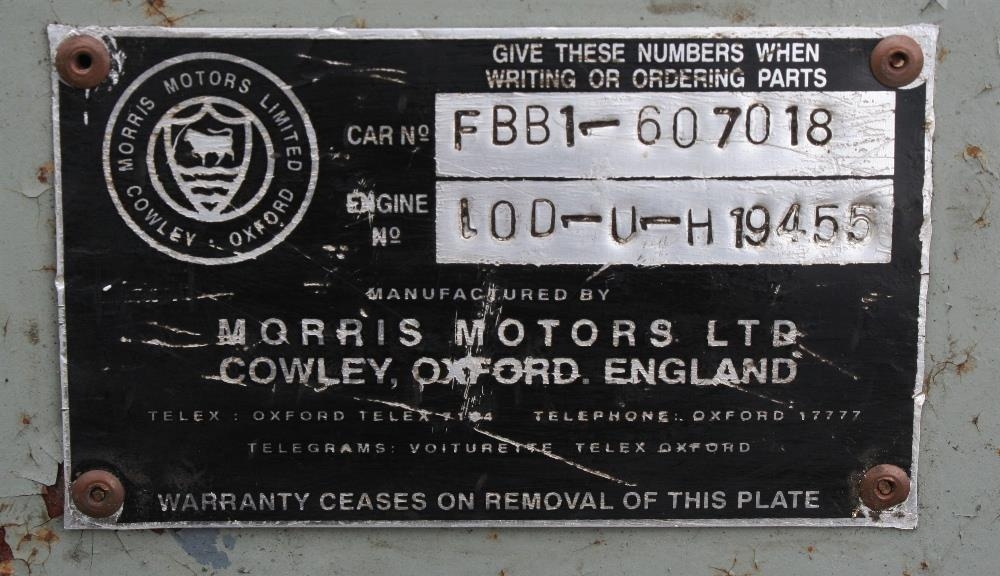 MORRIS MOTORS LIMITED
COWLEY : OXFORD
GIVE THESE NUMBERS WHEN
WRITING OR ORDERING PARTS
CAR Nº FBB1-607018
ENGINE Nº 10D-U-H19455
MANUFACTURED BY
MORRIS MOTORS LTD
COWLEY, OXFORD. ENGLAND
TELEX : OXFORD TELEX TELEPHONE: OXFORD 17777
TELEGRAMS: VOITURETTE TELEX OXFORD
WARRANTY CEASES ON REMOVAL OF THIS PLATE